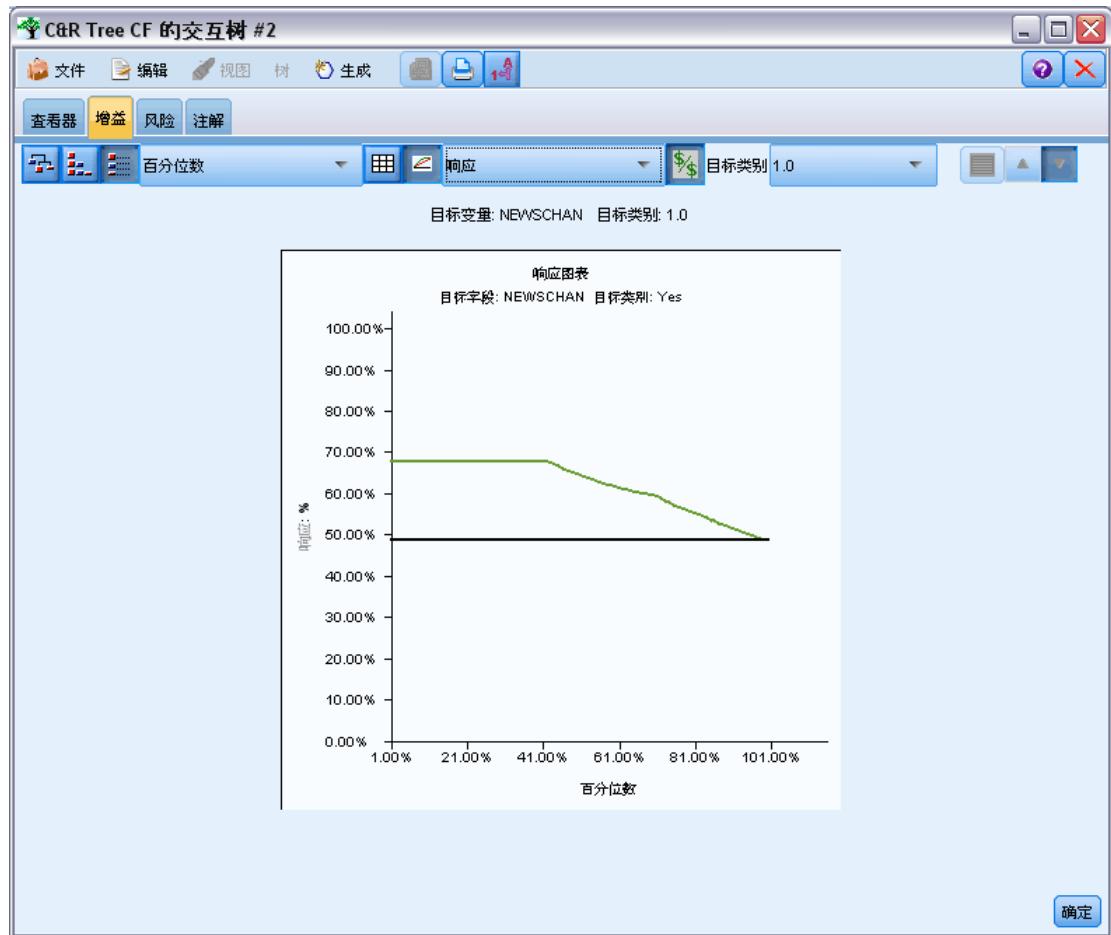 C&R Tree CF 的交互树 #2
文件 编辑 视图 树 生成
查看器 增益 风险 注解
百分位数 响应 目标类别 1.0
目标变量: NEWSCHAN 目标类别: 1.0
响应图表
目标字段: NEWSCHAN 目标类别: Yes
100.00%
90.00%
80.00%
70.00%
60.00%
50.00%
40.00%
30.00%
20.00%
10.00%
0.00%
响应: %
1.00% 21.00% 41.00% 61.00% 81.00% 101.00%
百分位数
确定